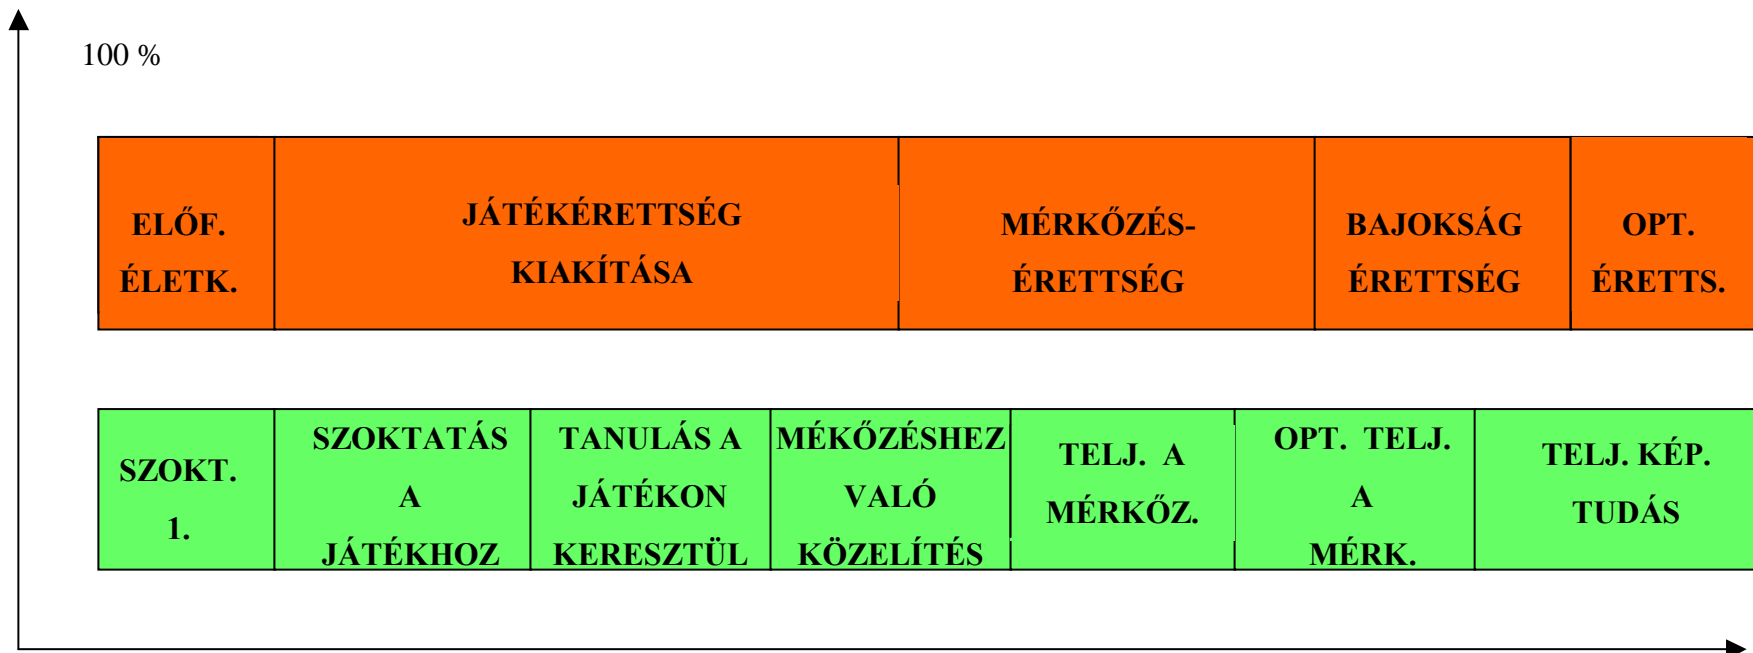 100 %
ELŐF.
ÉLETK.
JÁTÉKÉRETTSÉG
KIAKÍTÁSA
MÉRKŐZÉS-
ÉRETTSÉG
BAJOKSÁG
ÉRETTSÉG
OPT.
ÉRETTS.
SZOKT.
1.
SZOKTATÁS
A
JÁTÉKHOZ
TANULÁS A
JÁTÉKON
KERESZTÜL
MÉKŐZÉSHEZ
VALÓ
KÖZELÍTÉS
TELJ. A
MÉRKŐZ.
OPT. TELJ.
A
MÉRK.
TELJ. KÉP.
TUDÁS